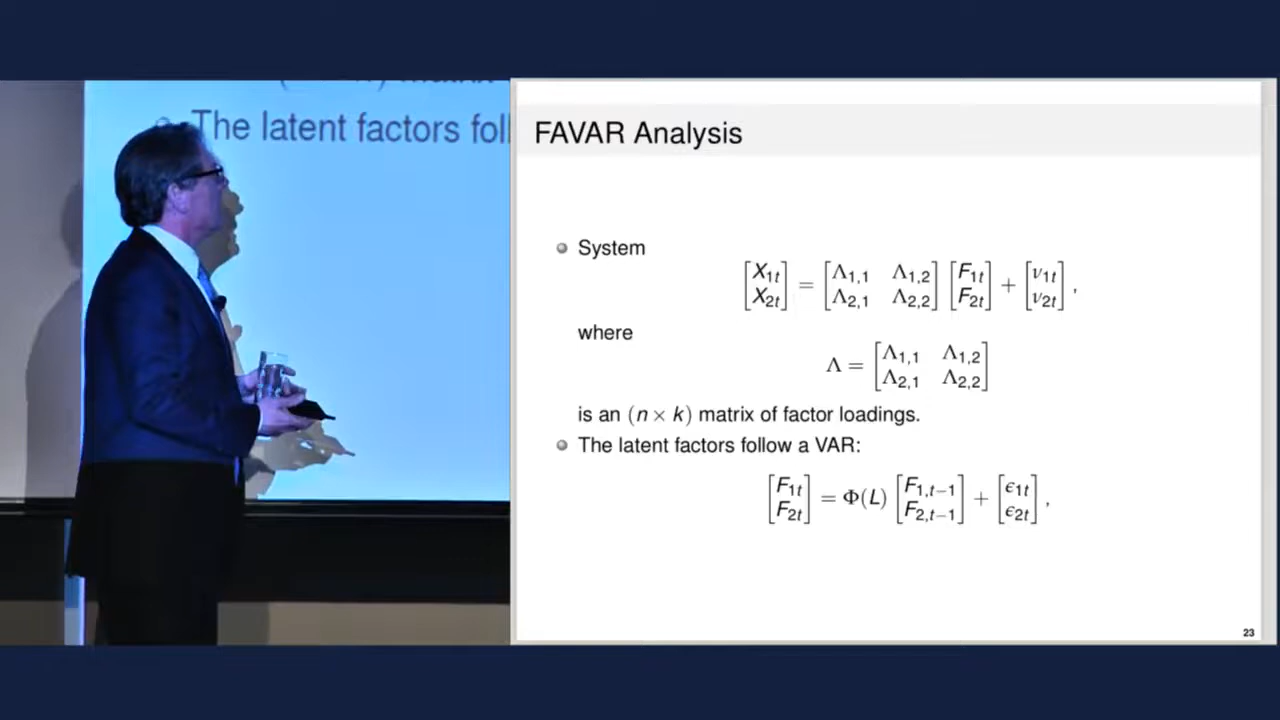 The latent factors fol
FAVAR Analysis
System
[X₁ₜ; X₂ₜ] = [Λ₁,₁ Λ₁,₂; Λ₂,₁ Λ₂,₂] [F₁ₜ; F₂ₜ] + [ν₁ₜ; ν₂ₜ] ,
where
Λ = [Λ₁,₁ Λ₁,₂; Λ₂,₁ Λ₂,₂]
is an (n × k) matrix of factor loadings.
The latent factors follow a VAR:
[F₁ₜ; F₂ₜ] = Φ(L) [F₁,ₜ₋₁; F₂,ₜ₋₁] + [ϵ₁ₜ; ϵ₂ₜ] ,
23